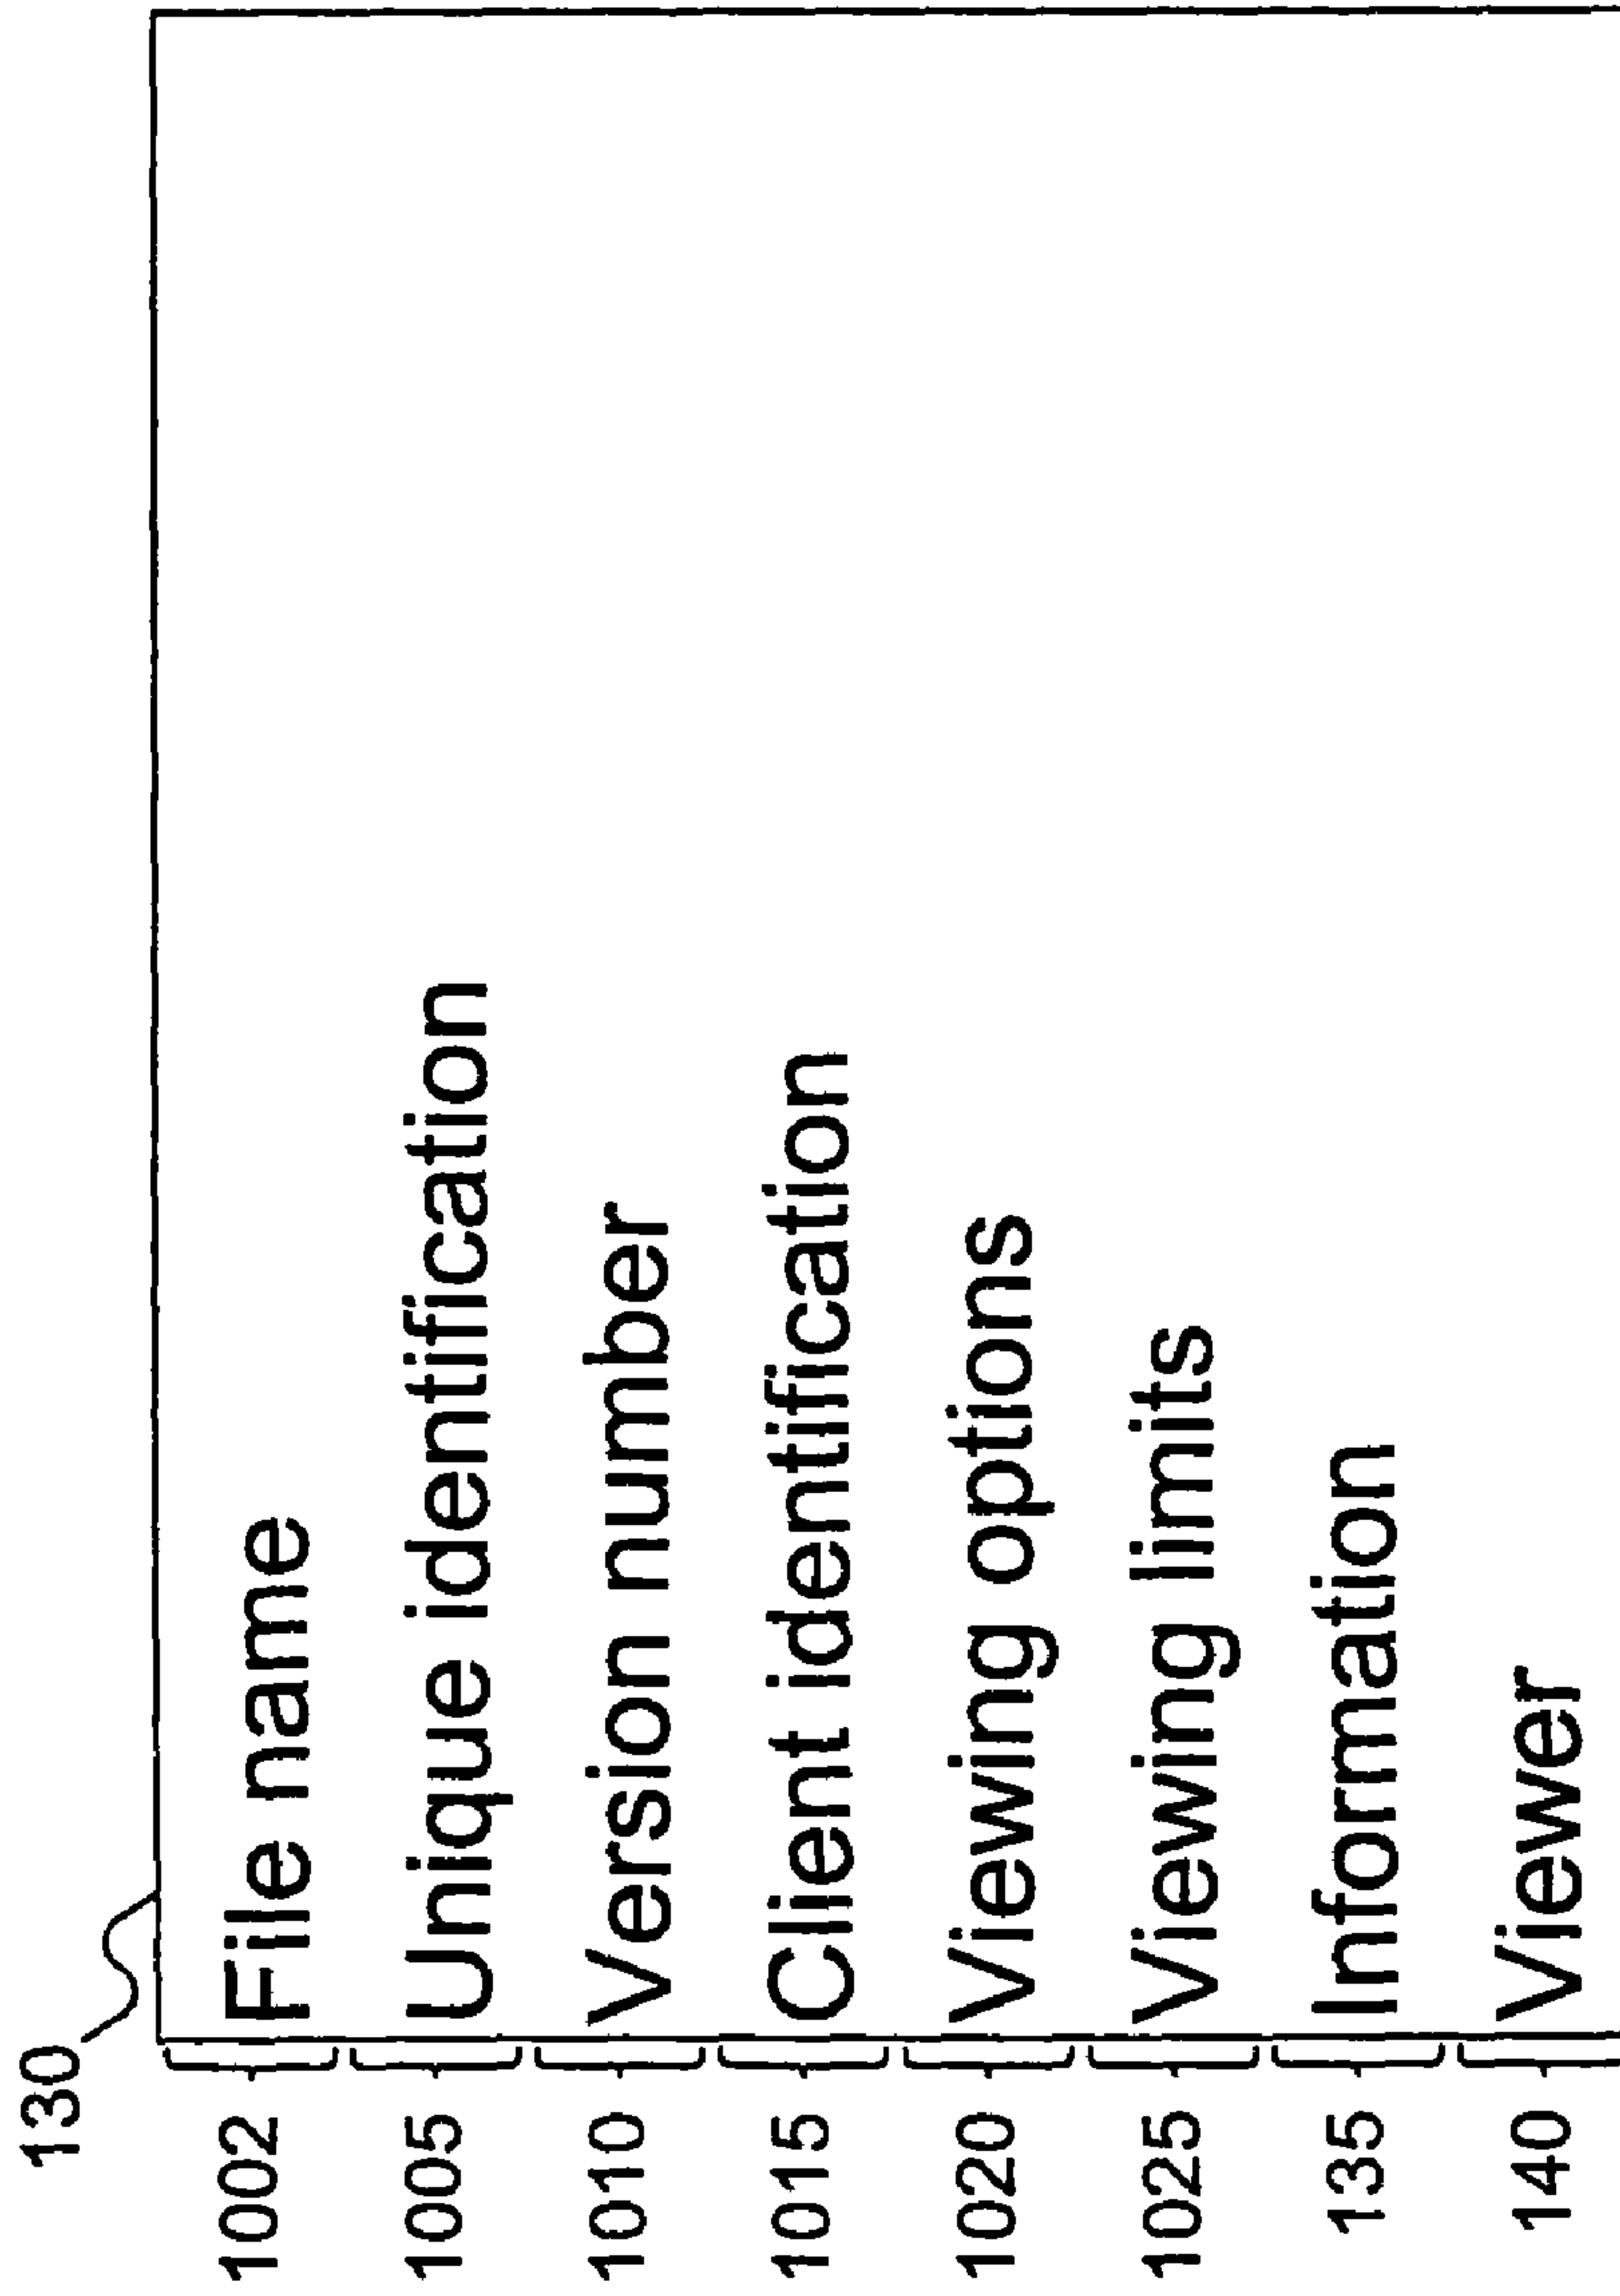 130
1002 File name
1005 Unique identification
1010 Version number
1015 Client identification
1020 Viewing options
1025 Viewing limits
135 Information
140 Viewer